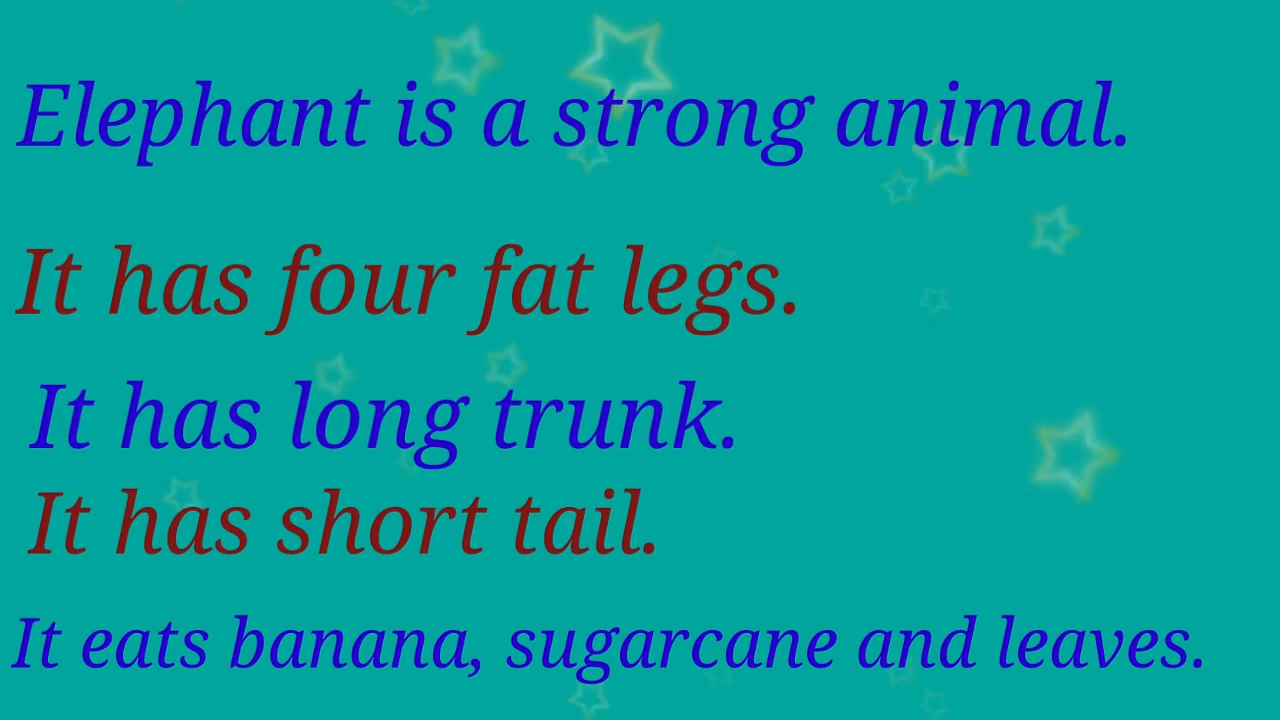 Elephant is a strong animal.
It has four fat legs.
It has long trunk.
It has short tail.
It eats banana, sugarcane and leaves.